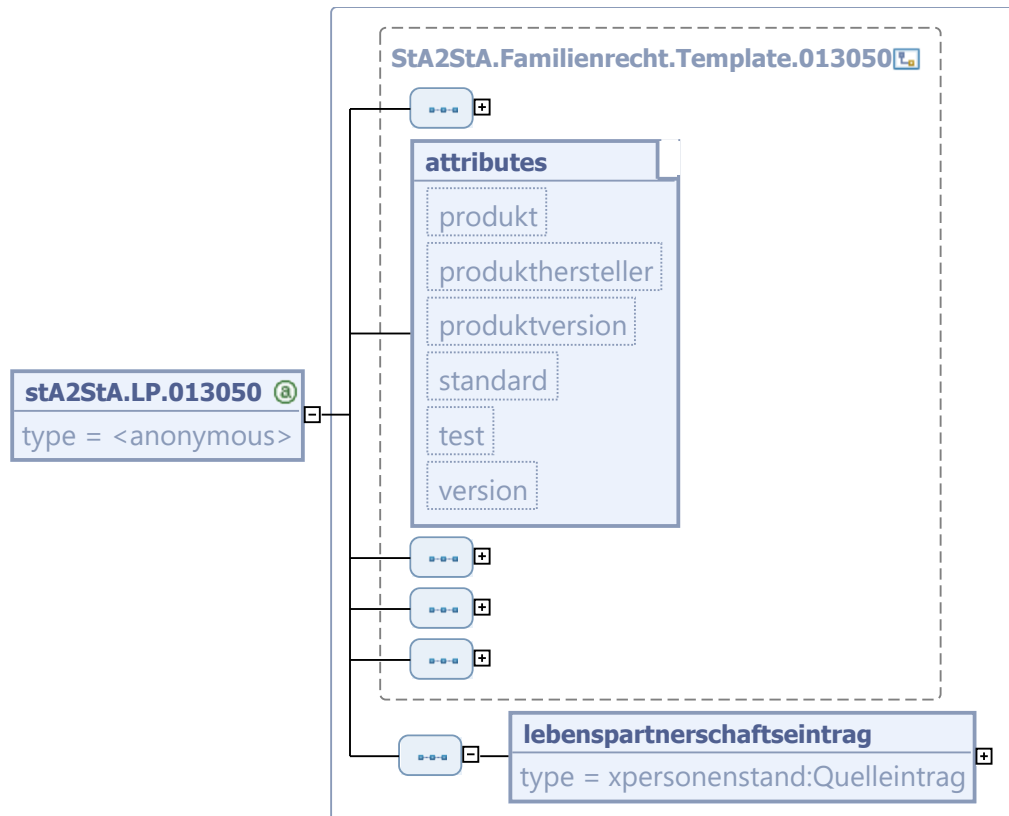 StA2StA.Familienrecht.Template.013050
attributes
produkt
produkthersteller
produktversion
standard
test
version
stA2StA.LP.013050 a
type = <anonymous>
lebenspartnerschaftseintrag
type = xpersonenstand:Quelleintrag